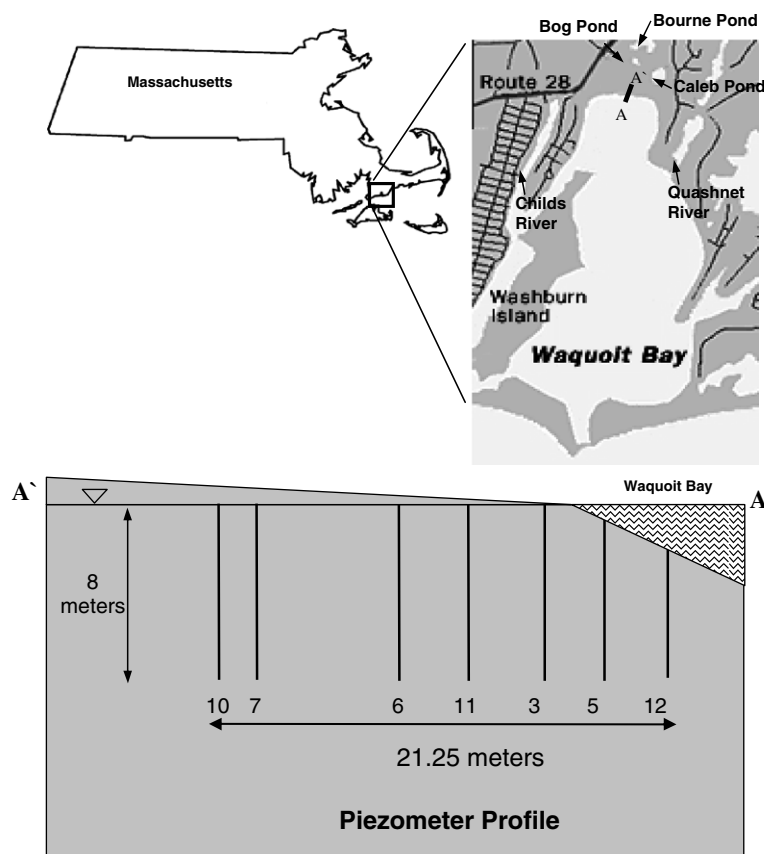 Massachusetts
Bog Pond
Bourne Pond
Route 28
A`
Caleb Pond
A
Childs
River
Quashnet
River
Washburn
Island
Waquoit Bay
A`
Waquoit Bay
A
8
meters
10 7 6 11 3 5 12
21.25 meters
Piezometer Profile